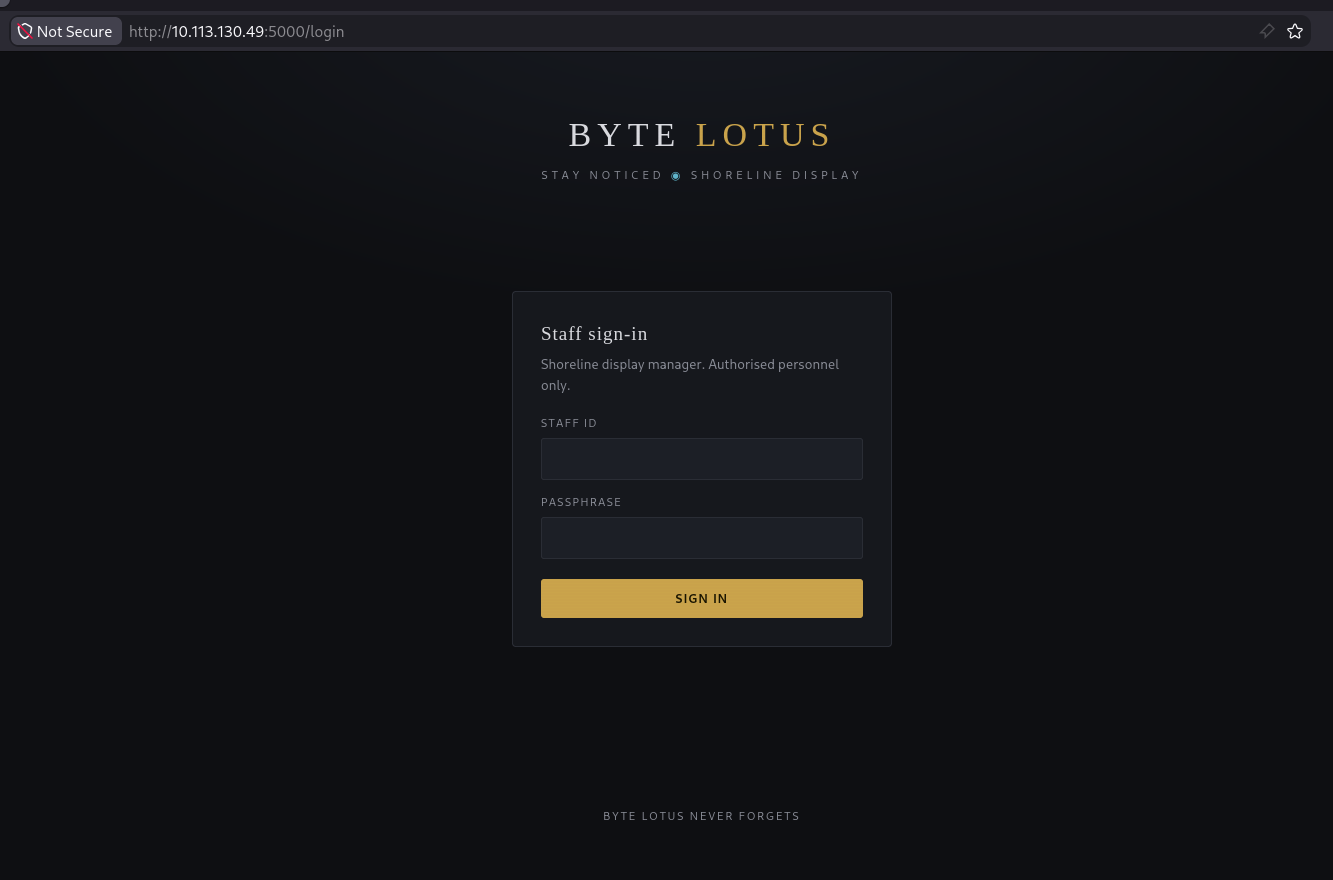 Not Secure http://10.113.130.49:5000/login
BYTE LOTUS
STAY NOTICED ◉ SHORELINE DISPLAY
Staff sign-in
Shoreline display manager. Authorised personnel
only.
STAFF ID
PASSPHRASE
SIGN IN
BYTE LOTUS NEVER FORGETS